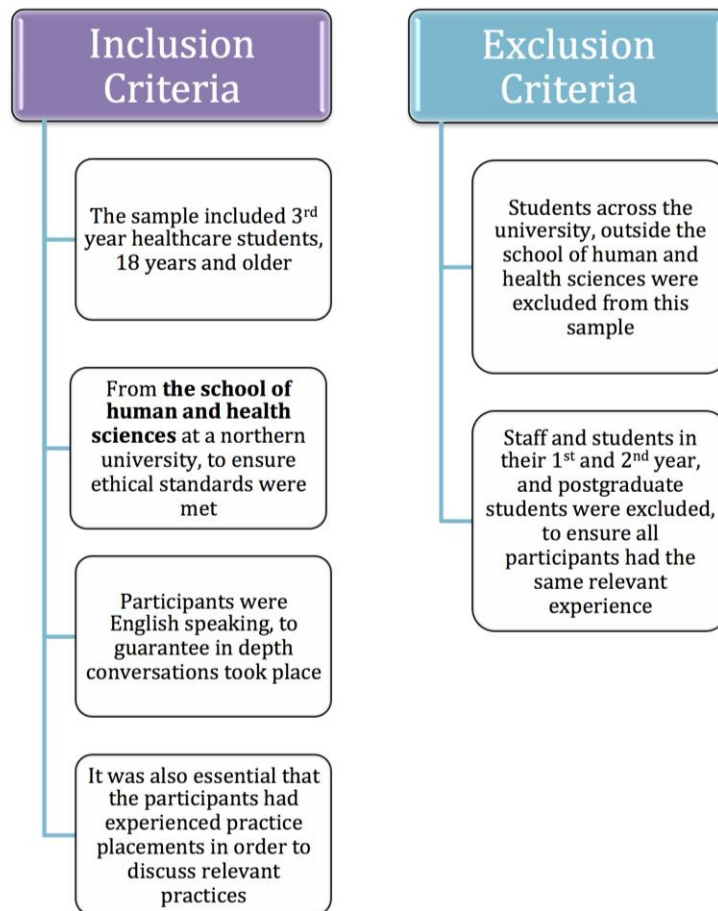 Inclusion
Criteria
The sample included 3rd
year healthcare students,
18 years and older
From the school of
human and health
sciences at a northern
university, to ensure
ethical standards were
met
Participants were
English speaking, to
guarantee in depth
conversations took place
It was also essential that
the participants had
experienced practice
placements in order to
discuss relevant
practices
Exclusion
Criteria
Students across the
university, outside the
school of human and
health sciences were
excluded from this
sample
Staff and students in
their 1st and 2nd year,
and postgraduate
students were excluded,
to ensure all
participants had the
same relevant
experience